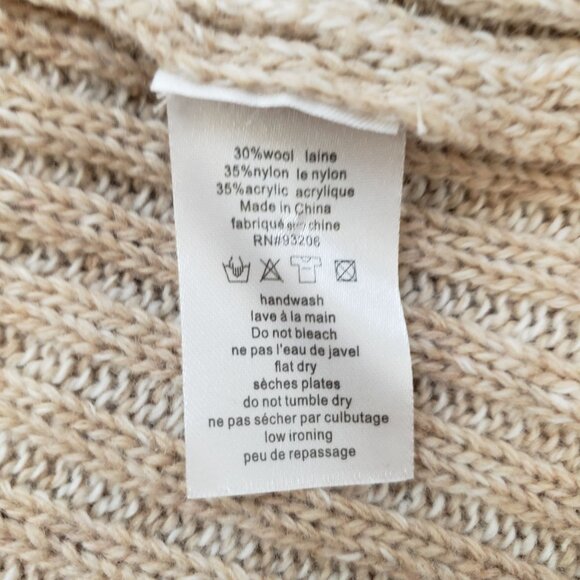 30%wool laine
35%nylon le nylon
35%acrylic acrylique
Made in China
fabriqué chine
RN#93206
handwash
lave à la main
Do not bleach
ne pas l'eau de javel
flat dry
sèches plates
do not tumble dry
ne pas sécher par culbutage
low ironing
peu de repassage